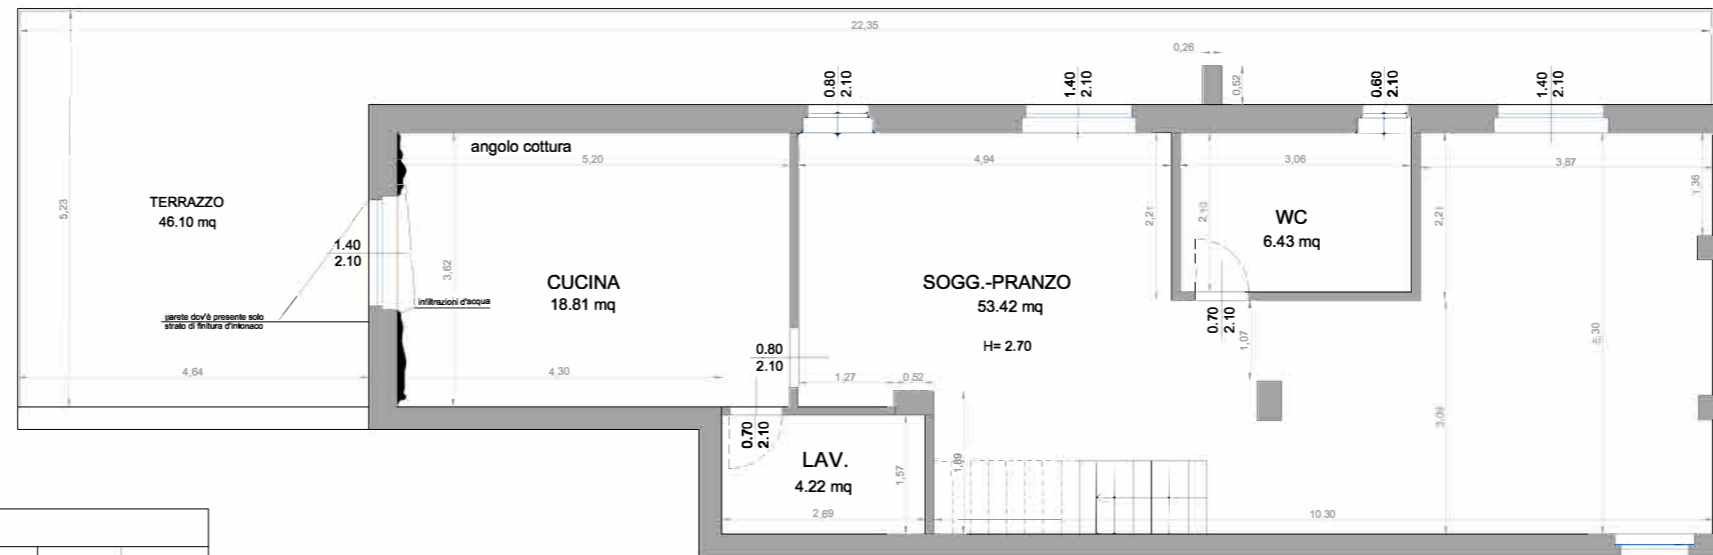 22,35
0,26
0,52
0.80
2.10
1.40
2.10
0.60
2.10
1.40
2.10
angolo cottura
5,20
4,94
3,06
3,87
1,36
5,23
TERRAZZO
46.10 mq
1.40
2.10
3,62
2,21
2,10
2,21
WC
6.43 mq
CUCINA
18.81 mq
SOGG.-PRANZO
53.42 mq
H= 2.70
infiltrazioni d'acqua
parete dov'è presente solo
strato di finitura d'intonaco
0.70
2.10
1,07
0.80
2.10
4,64
4.30
1,27
0,52
0.70
2.10
LAV.
4.22 mq
1,57
1,89
2,69
10.30